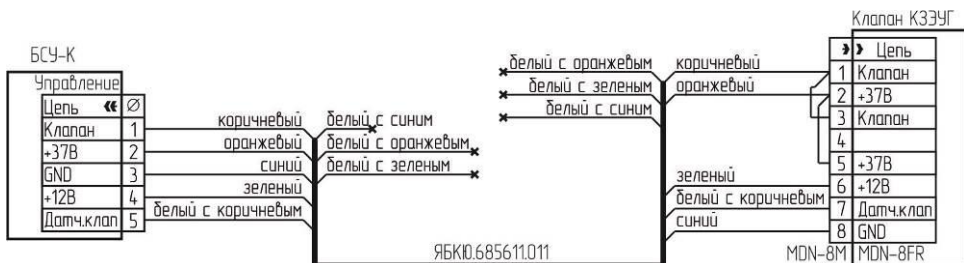 Клапан КЗЭУГ
БСУ-К
Управление
Цепь
Клапан 1
+37В 2
GND 3
+12В 4
Датч.клап 5
коричневый
оранжевый
синий
зеленый
белый с коричневым
белый с синим
белый с оранжевым
белый с зеленым
белый с оранжевым
белый с зеленым
белый с синим
коричневый
оранжевый
зеленый
белый с коричневым
синий
Цепь
1 Клапан
2 +37В
3 Клапан
4
5 +37В
6 +12В
7 Датч.клап
8 GND
ЯБКЮ.685611.011
MDN-8M MDN-8FR